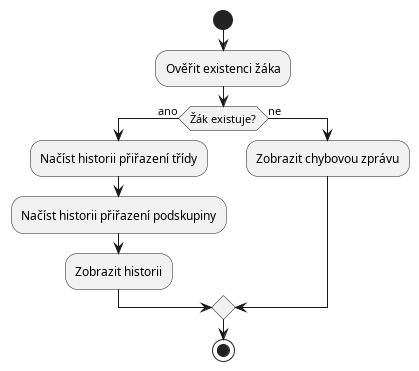 Ověřit existenci žáka
ano
Žák existuje?
ne
Načíst historii přiřazení třídy
Zobrazit chybovou zprávu
Načíst historii přiřazení podskupiny
Zobrazit historii